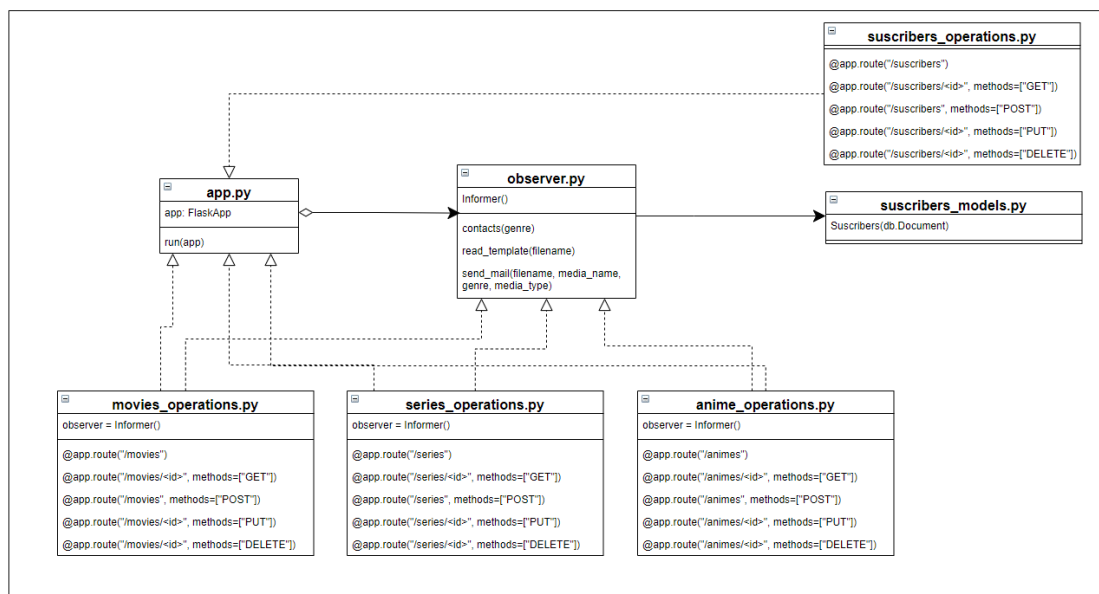 suscribers_operations.py
@app.route("/suscribers")
@app.route("/suscribers/<id>", methods=["GET"])
@app.route("/suscribers", methods=["POST"])
@app.route("/suscribers/<id>", methods=["PUT"])
@app.route("/suscribers/<id>", methods=["DELETE"])
app.py
app: FlaskApp
run(app)
observer.py
Informer()
contacts(genre)
read_template(filename)
send_mail(filename, media_name,
genre, media_type)
suscribers_models.py
Suscribers(db.Document)
movies_operations.py
observer = Informer()
@app.route("/movies")
@app.route("/movies/<id>", methods=["GET"])
@app.route("/movies", methods=["POST"])
@app.route("/movies/<id>", methods=["PUT"])
@app.route("/movies/<id>", methods=["DELETE"])
series_operations.py
observer = Informer()
@app.route("/series")
@app.route("/series/<id>", methods=["GET"])
@app.route("/series", methods=["POST"])
@app.route("/series/<id>", methods=["PUT"])
@app.route("/series/<id>", methods=["DELETE"])
anime_operations.py
observer = Informer()
@app.route("/animes")
@app.route("/animes/<id>", methods=["GET"])
@app.route("/animes", methods=["POST"])
@app.route("/animes/<id>", methods=["PUT"])
@app.route("/animes/<id>", methods=["DELETE"])